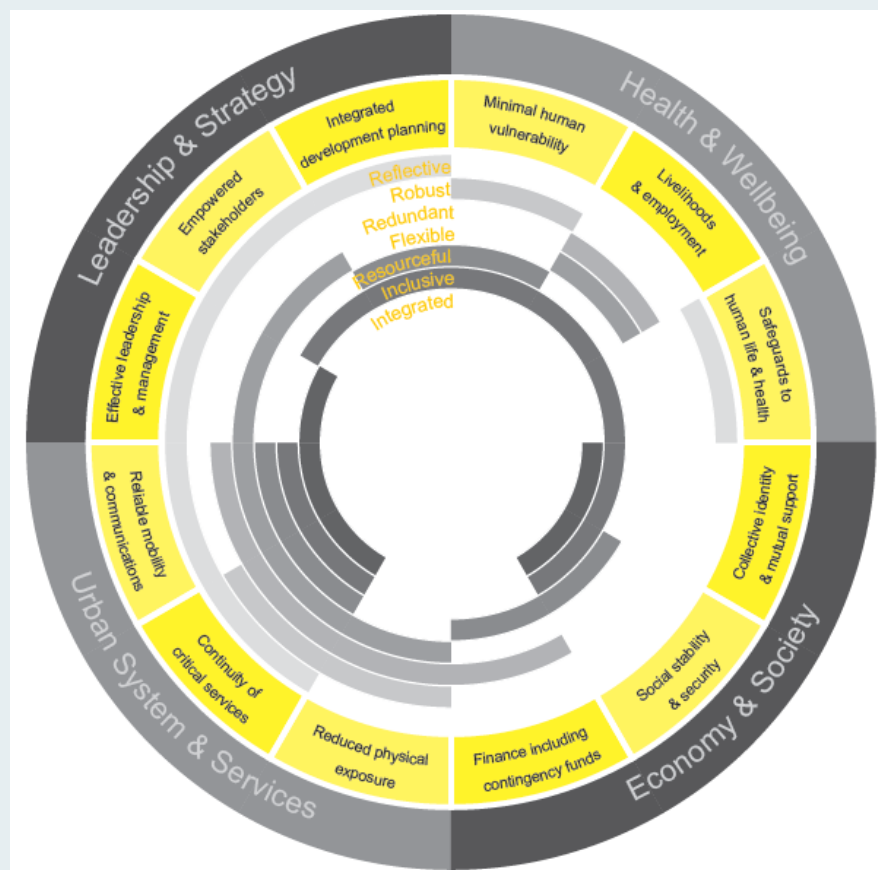 Leadership & Strategy
Health & Wellbeing
Economy & Society
Urban System & Services
Integrated
development planning
Minimal human
vulnerability
Livelihoods
& employment
Safeguards to
human life & health
Collective identity
& mutual support
Social stability
& security
Finance including
contingency funds
Reduced physical
exposure
Continuity of
critical services
Reliable mobility
& communications
Effective leadership
& management
Empowered
stakeholders
Reflective
Robust
Redundant
Flexible
Resourceful
Inclusive
Integrated